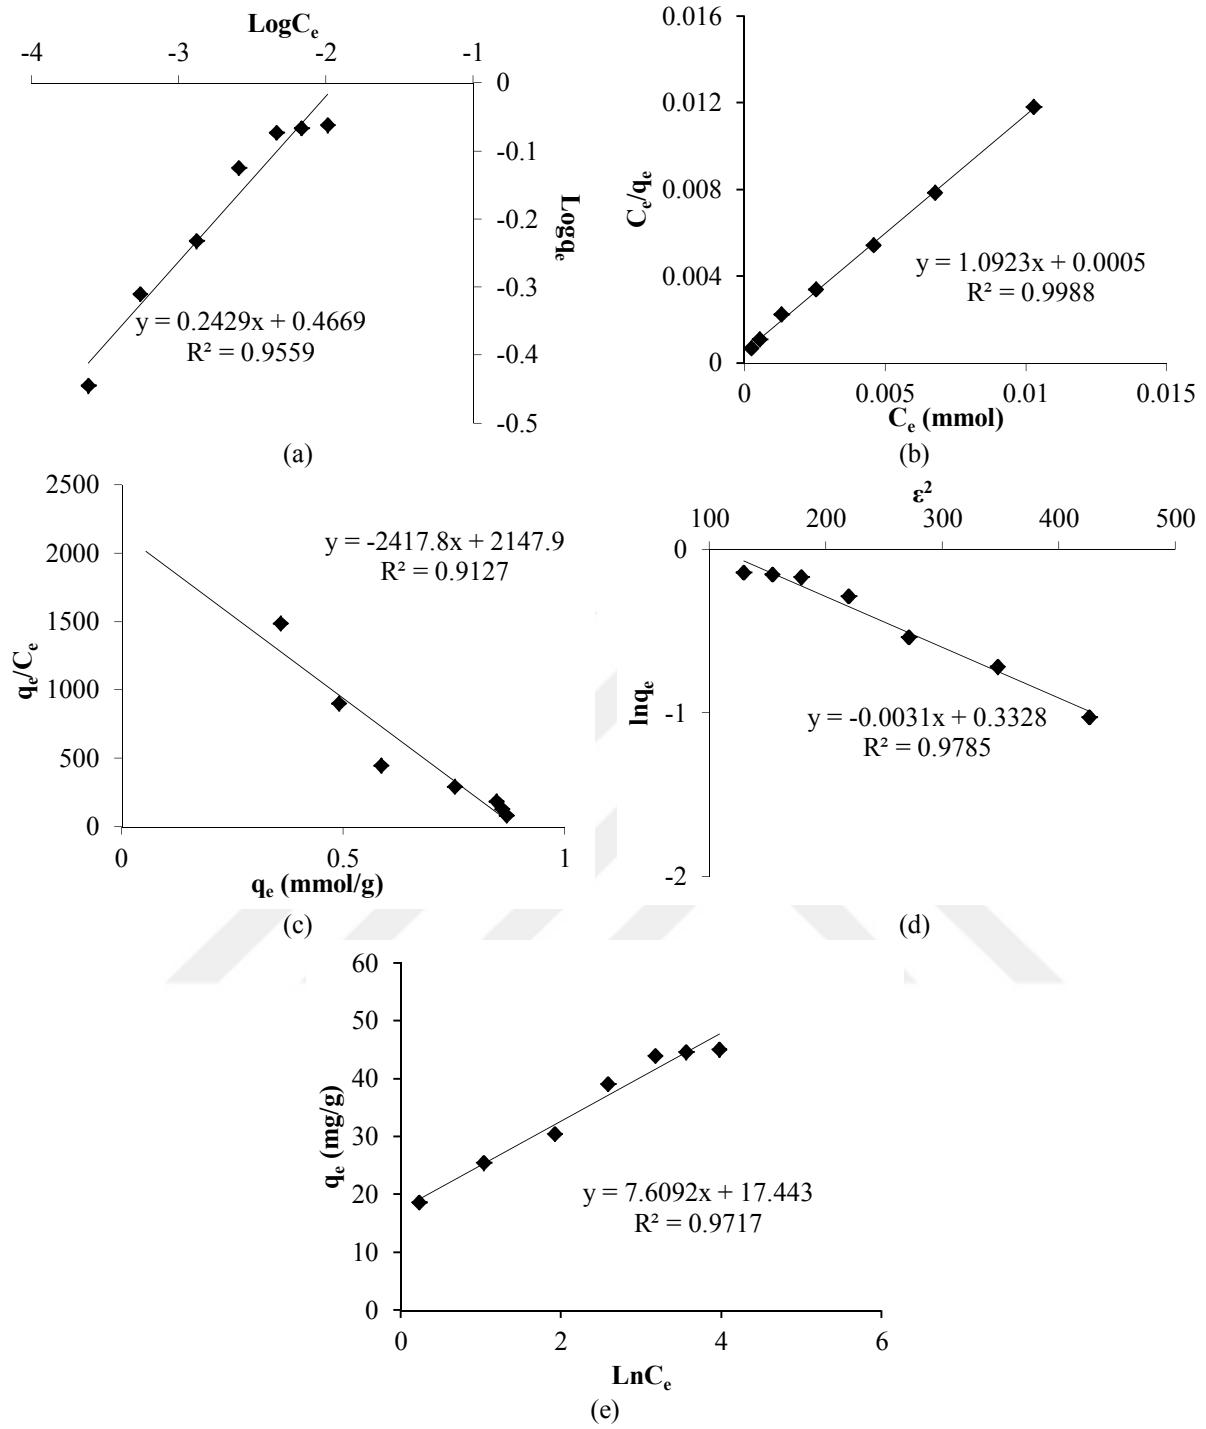 LogCₑ
-4 -3 -2 -1
0
-0.1
-0.2
-0.3
-0.4
-0.5
Logqₑ
y = 0.2429x + 0.4669
R² = 0.9559
(a)
0.016
0.012
0.008
0.004
0
Cₑ/qₑ
y = 1.0923x + 0.0005
R² = 0.9988
0 0.005 0.01 0.015
Cₑ (mmol)
(b)
2500
2000
1500
1000
500
0
qₑ/Cₑ
y = -2417.8x + 2147.9
R² = 0.9127
0 0.5 1
qₑ (mmol/g)
(c)
ε²
100 200 300 400 500
0
-1
-2
lnqₑ
y = -0.0031x + 0.3328
R² = 0.9785
(d)
60
50
40
30
20
10
0
qₑ (mg/g)
y = 7.6092x + 17.443
R² = 0.9717
0 2 4 6
LnCₑ
(e)